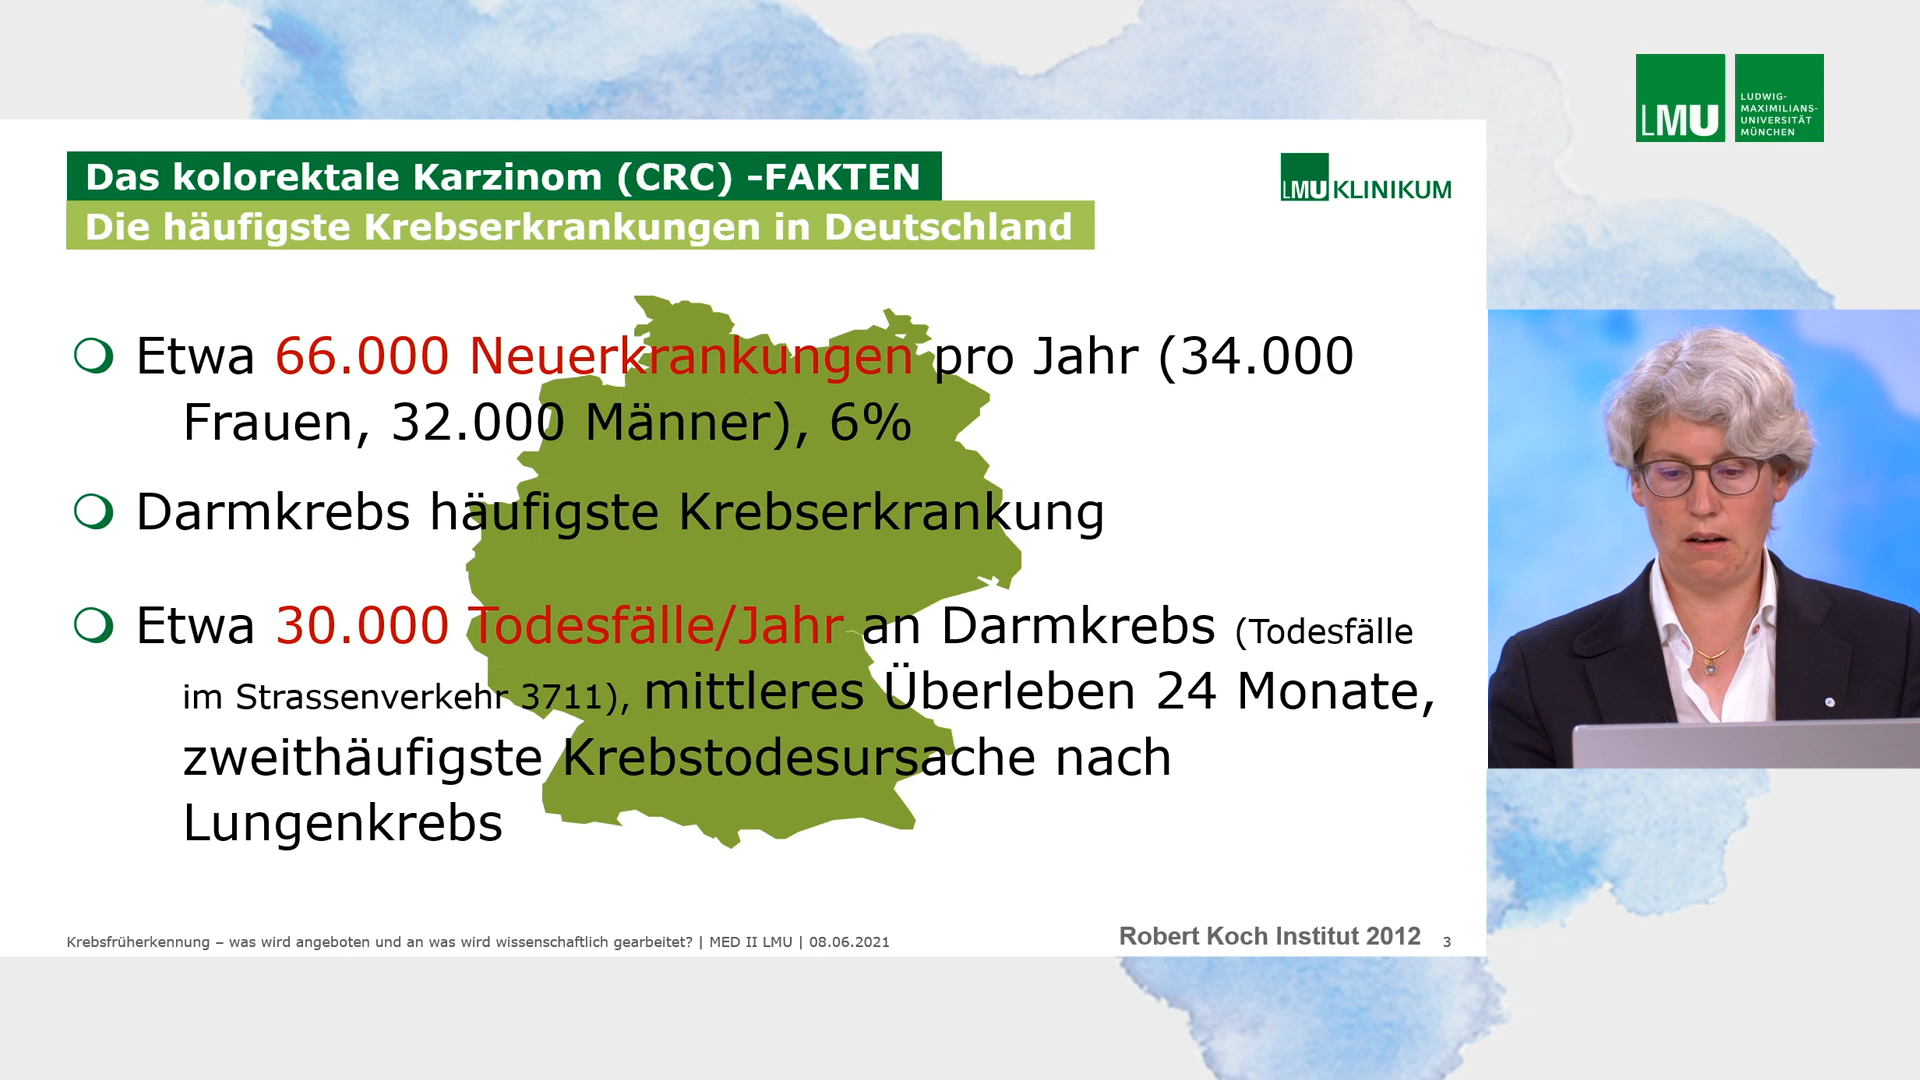 LMU LUDWIG-
MAXIMILIANS-
UNIVERSITÄT
MÜNCHEN
Das kolorektale Karzinom (CRC) -FAKTEN
Die häufigste Krebserkrankungen in Deutschland
LMU KLINIKUM
Etwa 66.000 Neuerkrankungen pro Jahr (34.000
Frauen, 32.000 Männer), 6%
Darmkrebs häufigste Krebserkrankung
Etwa 30.000 Todesfälle/Jahr an Darmkrebs (Todesfälle
im Strassenverkehr 3711), mittleres Überleben 24 Monate,
zweithäufigste Krebstodesursache nach
Lungenkrebs
Krebsfrüherkennung – was wird angeboten und an was wird wissenschaftlich gearbeitet? | MED II LMU | 08.06.2021
Robert Koch Institut 2012 3